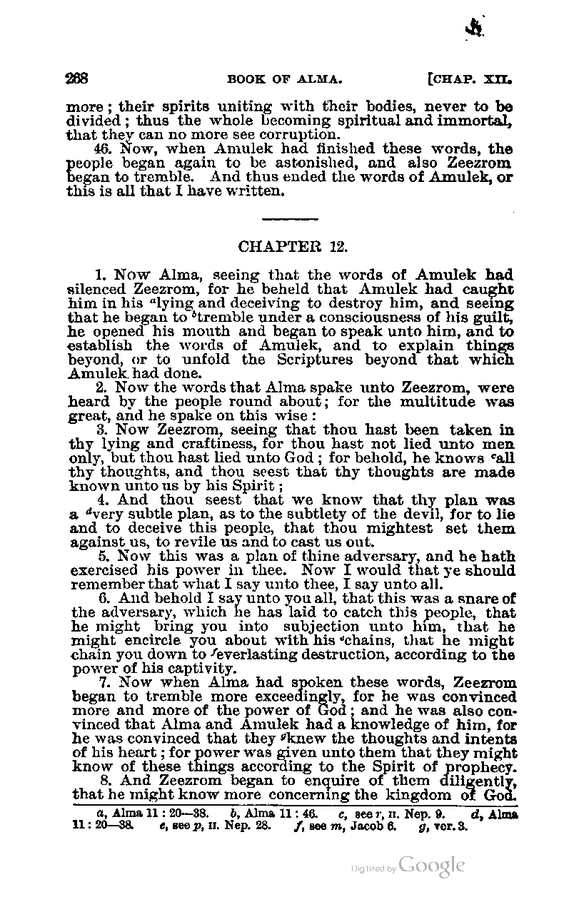 268 BOOK OF ALMA. [CHAP. XII.
more; their spirits uniting with their bodies, never to be
divided; thus the whole becoming spiritual and immortal,
that they can no more see corruption.
46. Now, when Amulek had finished these words, the
people began again to be astonished, and also Zeezrom
began to tremble. And thus ended the words of Amulek, or
this is all that I have written.
CHAPTER 12.
1. Now Alma, seeing that the words of Amulek had
silenced Zeezrom, for he beheld that Amulek had caught
him in his ᵃlying and deceiving to destroy him, and seeing
that he began to ᵇtremble under a consciousness of his guilt,
he opened his mouth and began to speak unto him, and to
establish the words of Amulek, and to explain things
beyond, or to unfold the Scriptures beyond that which
Amulek had done.
2. Now the words that Alma spake unto Zeezrom, were
heard by the people round about; for the multitude was
great, and he spake on this wise:
3. Now Zeezrom, seeing that thou hast been taken in
thy lying and craftiness, for thou hast not lied unto men
only, but thou hast lied unto God; for behold, he knows ᶜall
thy thoughts, and thou seest that thy thoughts are made
known unto us by his Spirit;
4. And thou seest that we know that thy plan was
a ᵈvery subtle plan, as to the subtlety of the devil, for to lie
and to deceive this people, that thou mightest set them
against us, to revile us and to cast us out.
5. Now this was a plan of thine adversary, and he hath
exercised his power in thee. Now I would that ye should
remember that what I say unto thee, I say unto all.
6. And behold I say unto you all, that this was a snare of
the adversary, which he has laid to catch this people, that
he might bring you into subjection unto him, that he
might encircle you about with his ᵉchains, that he might
chain you down to ᶠeverlasting destruction, according to the
power of his captivity.
7. Now when Alma had spoken these words, Zeezrom
began to tremble more exceedingly, for he was convinced
more and more of the power of God; and he was also con-
vinced that Alma and Amulek had a knowledge of him, for
he was convinced that they ᵍknew the thoughts and intents
of his heart; for power was given unto them that they might
know of these things according to the Spirit of prophecy.
8. And Zeezrom began to enquire of them diligently,
that he might know more concerning the kingdom of God.
a, Alma 11:20—38. b, Alma 11:46. c, see r, II. Nep. 9. d, Alma
11:20—38. e, see p, II. Nep. 28. f, see m, Jacob 6. g, ver. 3.
Digitized by Google